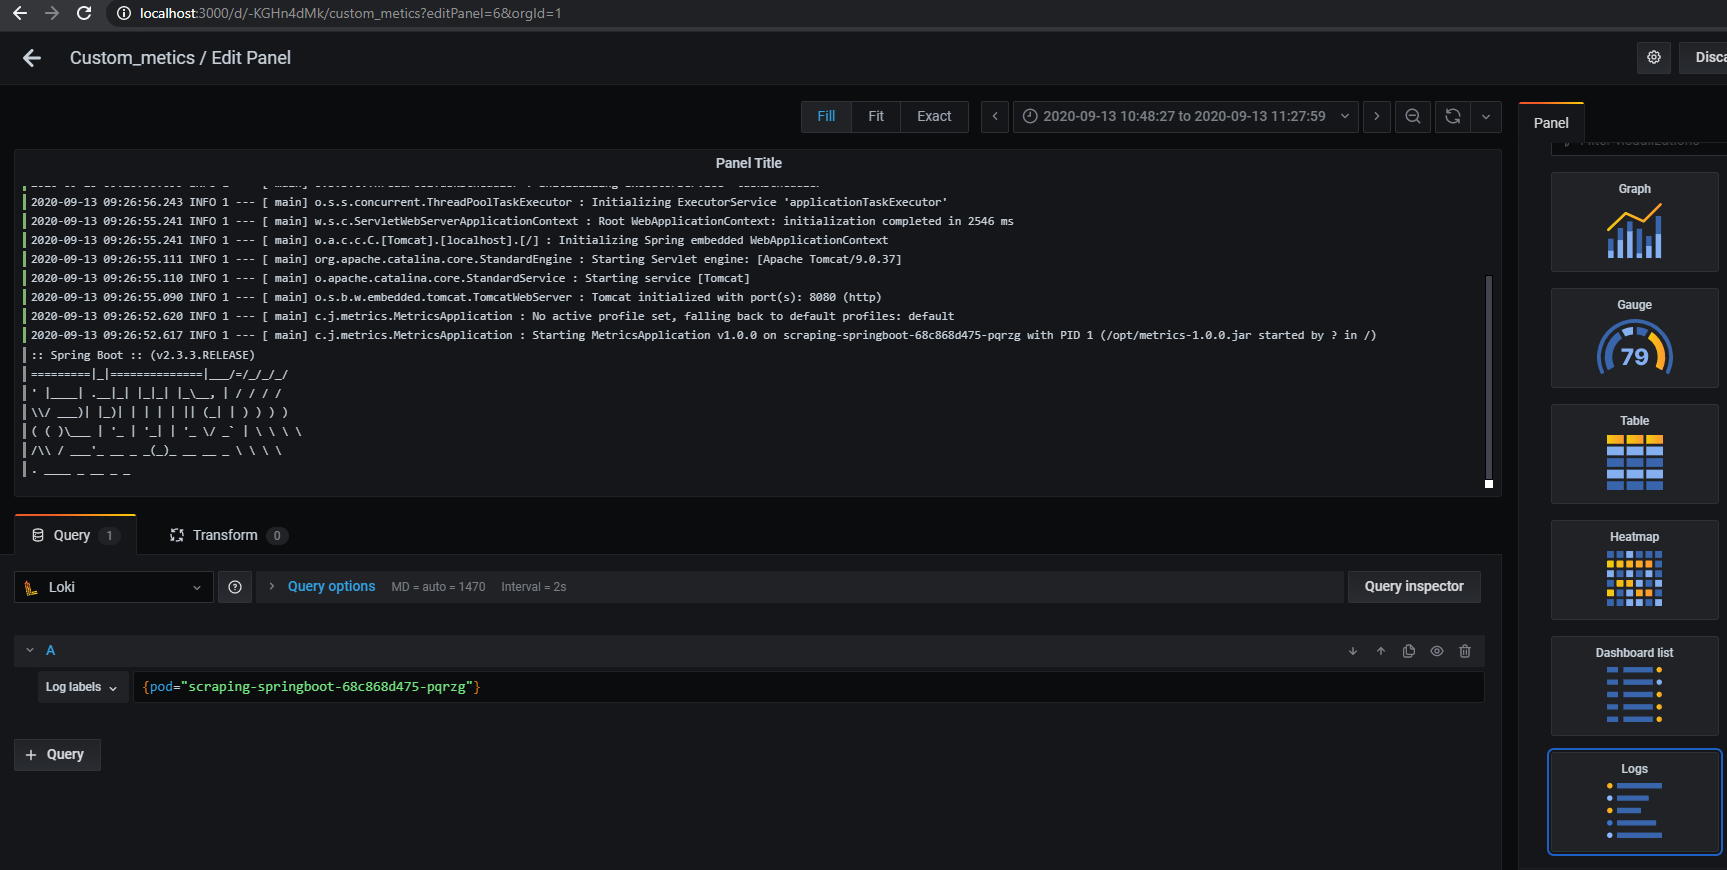 localhost:3000/d/-KGHn4dMk/custom_metics?editPanel=6&orgId=1
Custom_metics / Edit Panel
Disca
Fill
Fit
Exact
2020-09-13 10:48:27 to 2020-09-13 11:27:59
Panel
Filter visualizations
Panel Title
2020-09-13 09:26:56.243 INFO 1 --- [ main] o.s.s.concurrent.ThreadPoolTaskExecutor : Initializing ExecutorService 'applicationTaskExecutor'
2020-09-13 09:26:55.241 INFO 1 --- [ main] w.s.c.ServletWebServerApplicationContext : Root WebApplicationContext: initialization completed in 2546 ms
2020-09-13 09:26:55.241 INFO 1 --- [ main] o.a.c.c.C.[Tomcat].[localhost].[/] : Initializing Spring embedded WebApplicationContext
2020-09-13 09:26:55.111 INFO 1 --- [ main] org.apache.catalina.core.StandardEngine : Starting Servlet engine: [Apache Tomcat/9.0.37]
2020-09-13 09:26:55.110 INFO 1 --- [ main] o.apache.catalina.core.StandardService : Starting service [Tomcat]
2020-09-13 09:26:55.090 INFO 1 --- [ main] o.s.b.w.embedded.tomcat.TomcatWebServer : Tomcat initialized with port(s): 8080 (http)
2020-09-13 09:26:52.620 INFO 1 --- [ main] c.j.metrics.MetricsApplication : No active profile set, falling back to default profiles: default
2020-09-13 09:26:52.617 INFO 1 --- [ main] c.j.metrics.MetricsApplication : Starting MetricsApplication v1.0.0 on scraping-springboot-68c868d475-pqrzg with PID 1 (/opt/metrics-1.0.0.jar started by ? in /)
:: Spring Boot :: (v2.3.3.RELEASE)
=========|_|==============|___/=/_/_/_/
' |____| .__|_| |_|_| |_\__, | / / / /
\\/ ___)| |_)| | | | | || (_| | ) ) ) )
( ( )\___ | '_ | '_| | '_ \/ _` | \ \ \ \
/\\ / ___'_ __ _ _(_)_ __ __ _ \ \ \ \
. ____ _ __ _ _
Query 1
Transform 0
Loki
Query options
MD = auto = 1470
Interval = 2s
Query inspector
A
Log labels
{pod="scraping-springboot-68c868d475-pqrzg"}
+ Query
Graph
Gauge
79
Table
Heatmap
Dashboard list
Logs